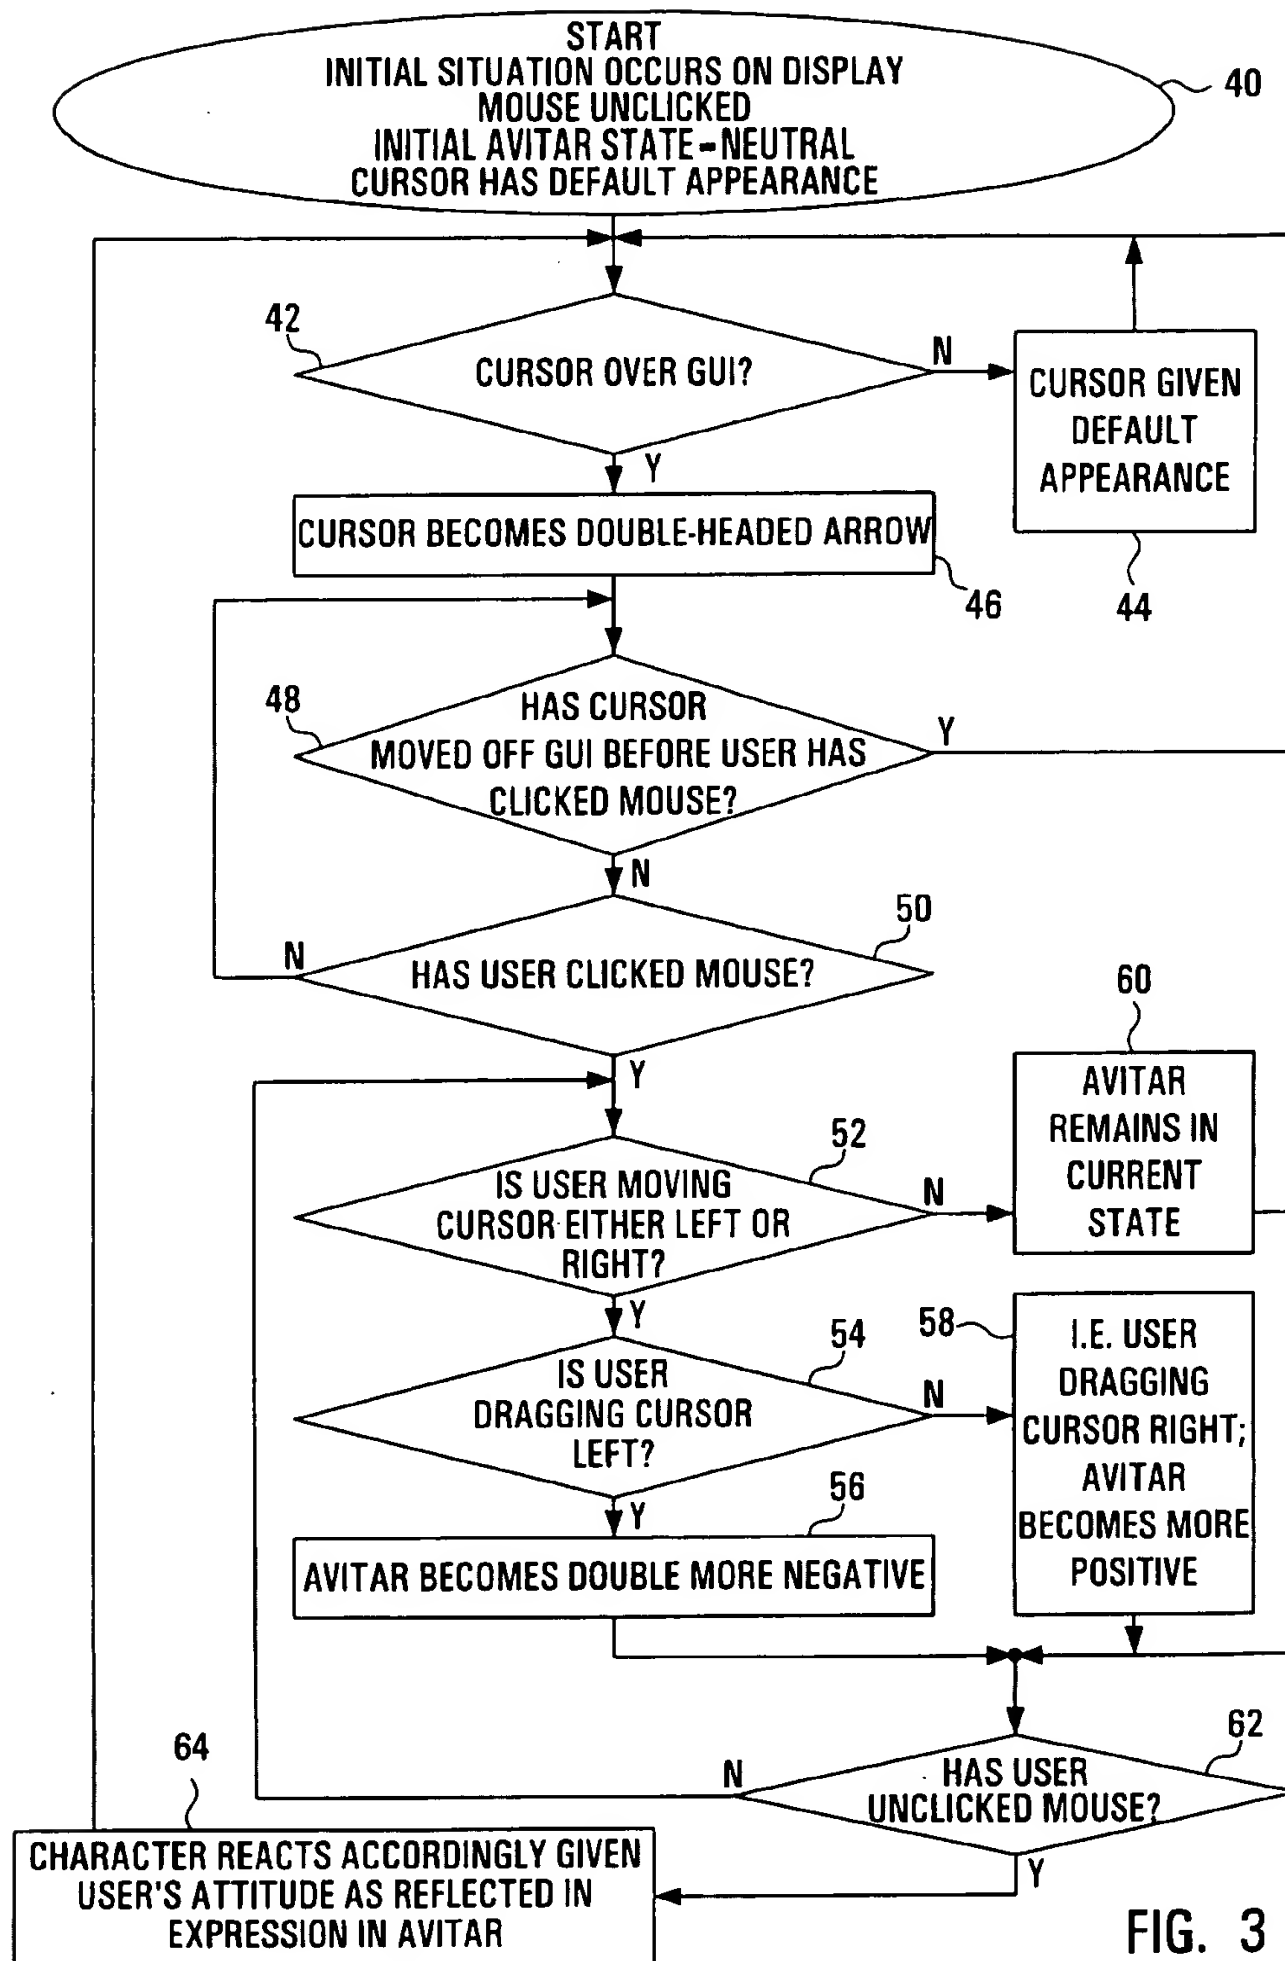 START
INITIAL SITUATION OCCURS ON DISPLAY
MOUSE UNCLICKED
INITIAL AVITAR STATE-NEUTRAL
CURSOR HAS DEFAULT APPEARANCE
40
42
CURSOR OVER GUI?
N
Y
CURSOR GIVEN
DEFAULT
APPEARANCE
44
CURSOR BECOMES DOUBLE-HEADED ARROW
46
48
HAS CURSOR
MOVED OFF GUI BEFORE USER HAS
CLICKED MOUSE?
Y
N
50
HAS USER CLICKED MOUSE?
N
Y
60
AVITAR
REMAINS IN
CURRENT
STATE
52
IS USER MOVING
CURSOR EITHER LEFT OR
RIGHT?
N
Y
54
IS USER
DRAGGING CURSOR
LEFT?
N
Y
58
I.E. USER
DRAGGING
CURSOR RIGHT;
AVITAR
BECOMES MORE
POSITIVE
56
AVITAR BECOMES DOUBLE MORE NEGATIVE
62
HAS USER
UNCLICKED MOUSE?
N
Y
64
CHARACTER REACTS ACCORDINGLY GIVEN
USER'S ATTITUDE AS REFLECTED IN
EXPRESSION IN AVITAR
FIG. 3